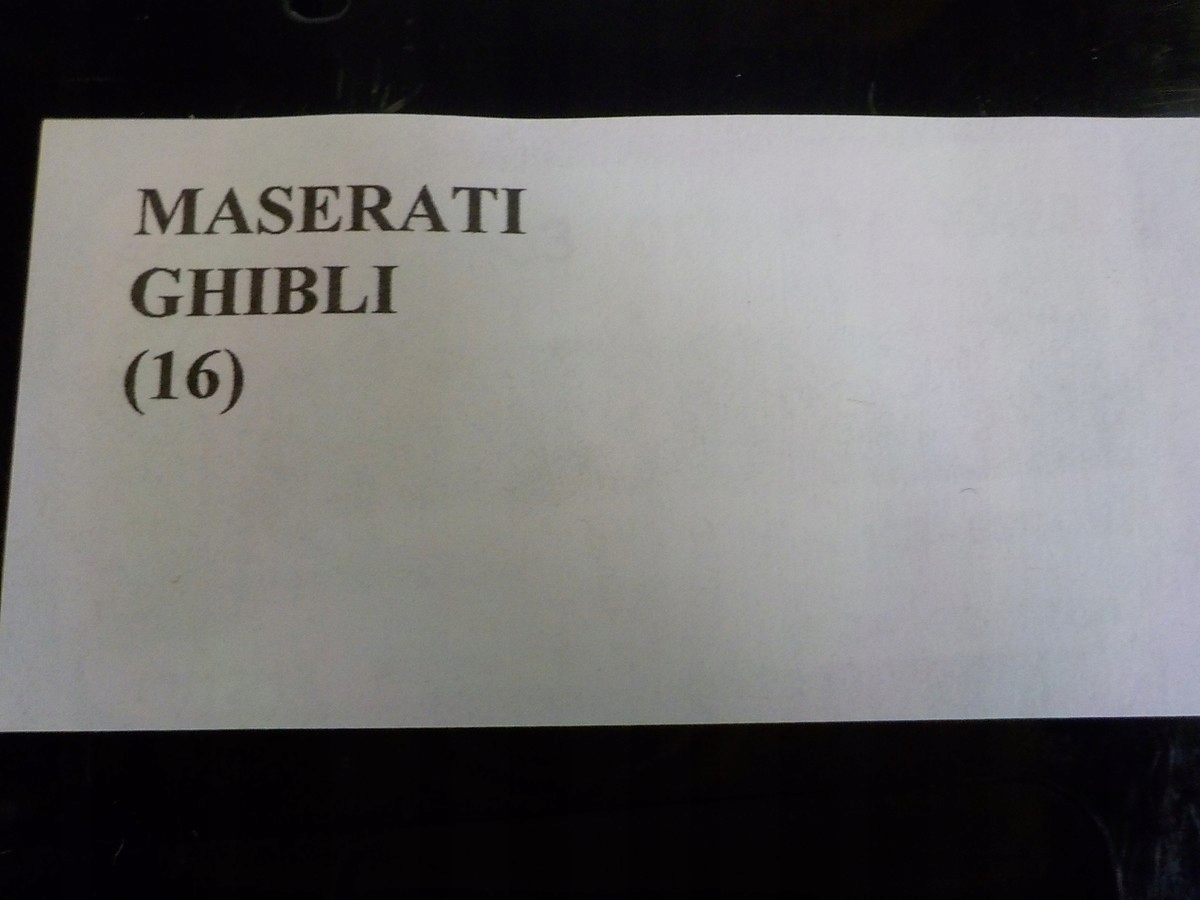 MASERATI
GHIBLI
(16)